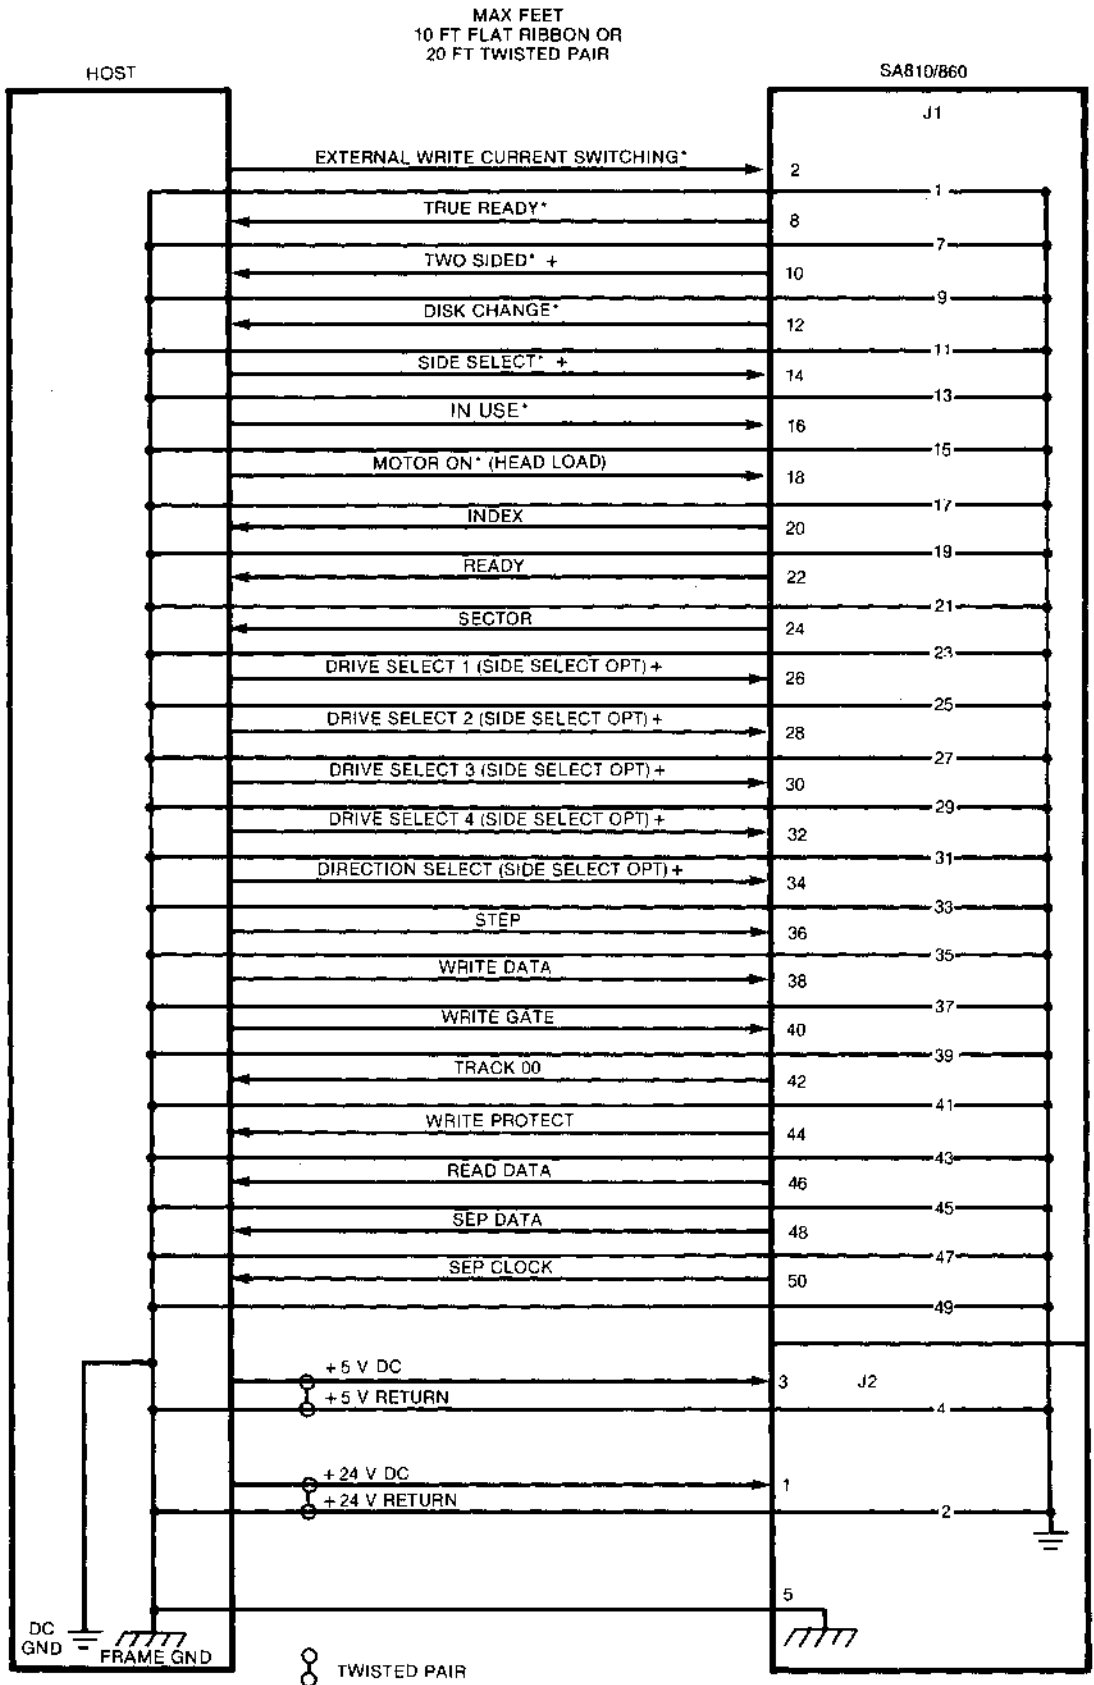 MAX FEET
10 FT FLAT RIBBON OR
20 FT TWISTED PAIR
HOST
SA810/860
J1
EXTERNAL WRITE CURRENT SWITCHING*
2
1
TRUE READY*
8
7
TWO SIDED* +
10
9
DISK CHANGE*
12
11
SIDE SELECT* +
14
13
IN USE*
16
15
MOTOR ON* (HEAD LOAD)
18
17
INDEX
20
19
READY
22
21
SECTOR
24
23
DRIVE SELECT 1 (SIDE SELECT OPT) +
26
25
DRIVE SELECT 2 (SIDE SELECT OPT) +
28
27
DRIVE SELECT 3 (SIDE SELECT OPT) +
30
29
DRIVE SELECT 4 (SIDE SELECT OPT) +
32
31
DIRECTION SELECT (SIDE SELECT OPT) +
34
33
STEP
36
35
WRITE DATA
38
37
WRITE GATE
40
39
TRACK 00
42
41
WRITE PROTECT
44
43
READ DATA
46
45
SEP DATA
48
47
SEP CLOCK
50
49
+ 5 V DC
3
J2
+ 5 V RETURN
4
+ 24 V DC
1
+ 24 V RETURN
2
5
DC
GND
FRAME GND
TWISTED PAIR